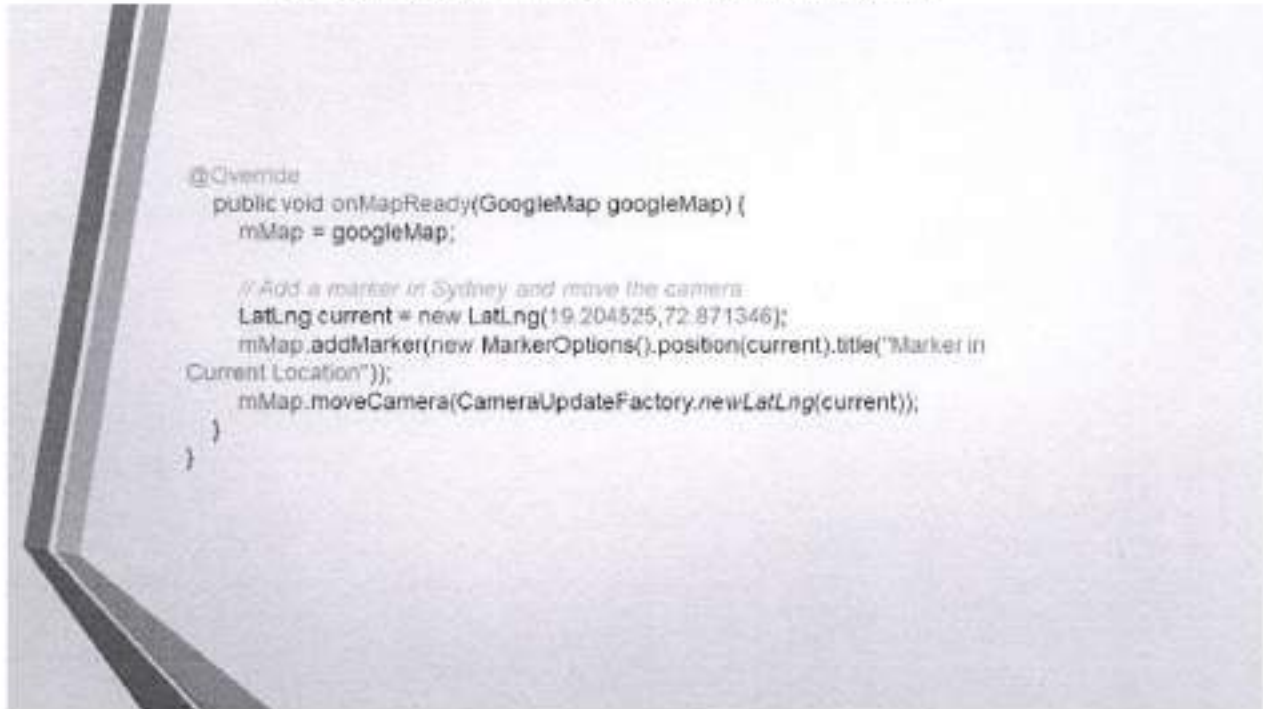 @Override
public void onMapReady(GoogleMap googleMap) {
mMap = googleMap;
// Add a marker in Sydney and move the camera
LatLng current = new LatLng(19.204525,72.871346);
mMap.addMarker(new MarkerOptions().position(current).title("Marker in
Current Location"));
mMap.moveCamera(CameraUpdateFactory.newLatLng(current));
}
}